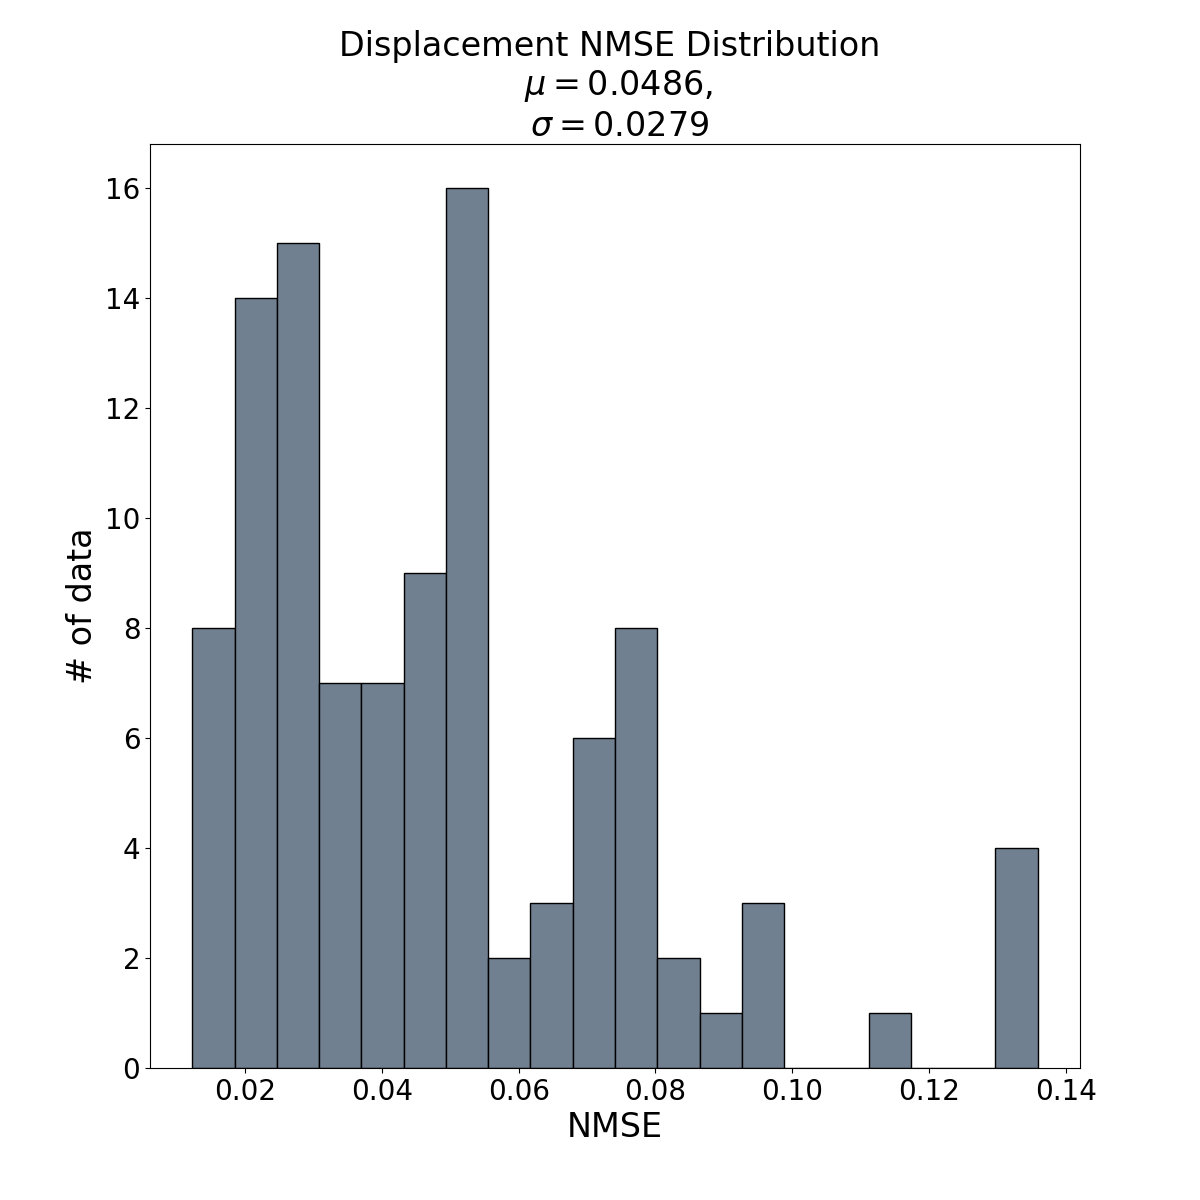 Displacement NMSE Distribution
μ = 0.0486,
σ = 0.0279
16
14
12
10
8
6
4
2
0
# of data
0.02 0.04 0.06 0.08 0.10 0.12 0.14
NMSE